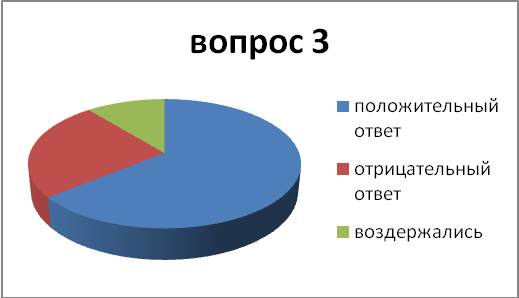 вопрос 3
положительный
ответ
отрицательный
ответ
воздержались